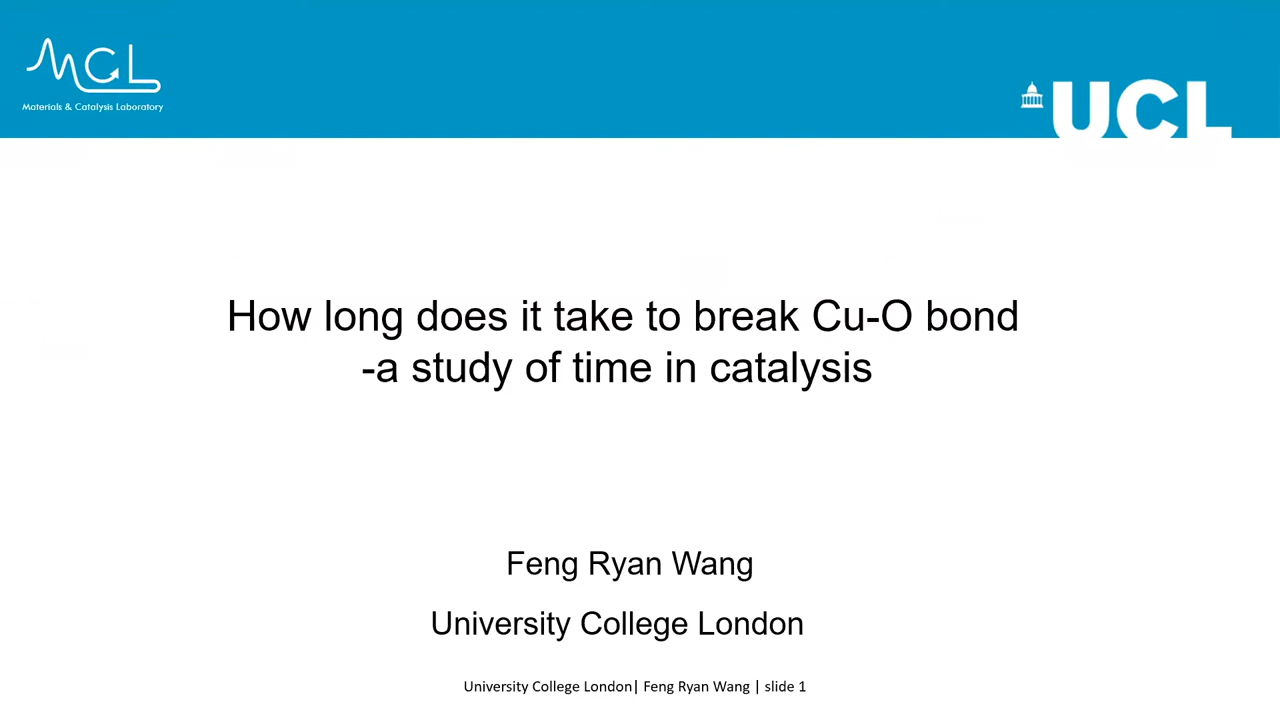 MCL
Materials & Catalysis Laboratory
UCL
How long does it take to break Cu-O bond
-a study of time in catalysis
Feng Ryan Wang
University College London
University College London| Feng Ryan Wang | slide 1